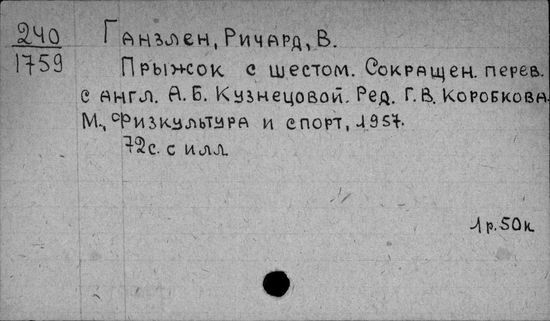 240
1759
Ганзлен, Ричард, В.
Прыжок с шестом. Сокращен. перев.
с англ. А.Б. Кузнецовой. Ред. Г.В. Коробкова.
М., Физкультура и спорт, 1957.
72с. с илл.
1р.50к